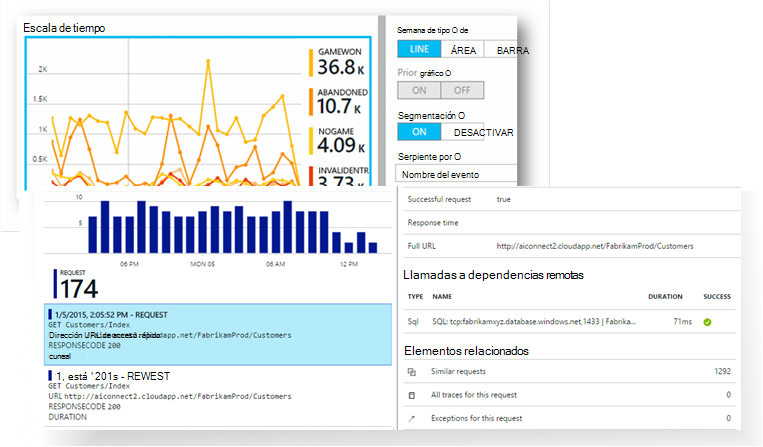 Escala de tiempo
2K
1.5K
1K
0.5K
GAMEWON
36.8 K
ABANDONED
10.7 K
NOGAME
4.09 K
INVALIDENTR
3.73 K
Semana de tipo O de
LINE ÁREA BARRA
Prior gráfico O
ON OFF
Segmentación O
ON DESACTIVAR
Serpiente por O
Nombre del evento
10
5
06 PM MON 05 06 AM 12 PM
REQUEST
174
1/5/2015, 2:05:52 PM - REQUEST
GET Customers/Index
Dirección URL de acceso rápido cloudapp.net/FabrikamProd/Customers
RESPONSECODE 200
cuneal
1, está ' 201s - REWEST
GET Customers/Index
URL http://aiconnect2.cloudapp.net/FabrikamProd/Customers
RESPONSECODE 200
DURATION
Successful request true
Response time
Full URL http://aiconnect2.cloudapp.net/FabrikamProd/Customers
Llamadas a dependencias remotas
TYPE NAME DURATION SUCCESS
Sql SQL: tcp:fabrikamxyz.database.windows.net,1433 | Fabrika... 71ms
Elementos relacionados
Similar requests 1292
All traces for this request 0
Exceptions for this request 0